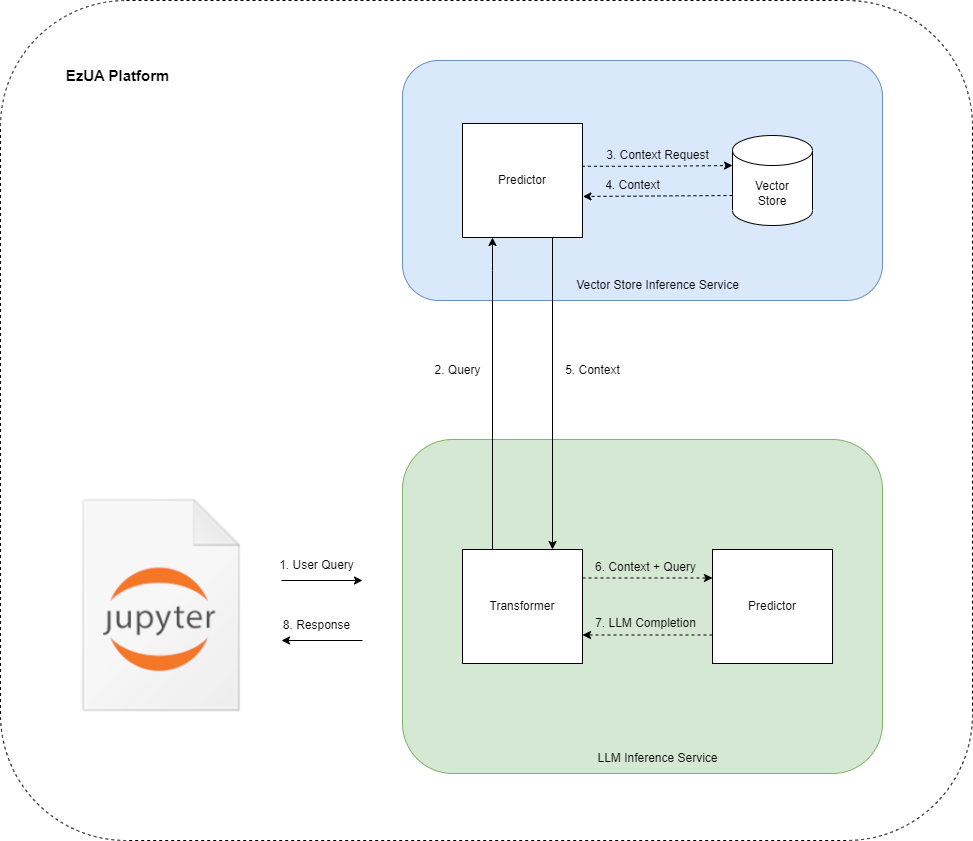 EzUA Platform
Predictor
3. Context Request
4. Context
Vector
Store
Vector Store Inference Service
2. Query
5. Context
jupyter
1. User Query
8. Response
Transformer
6. Context + Query
7. LLM Completion
Predictor
LLM Inference Service